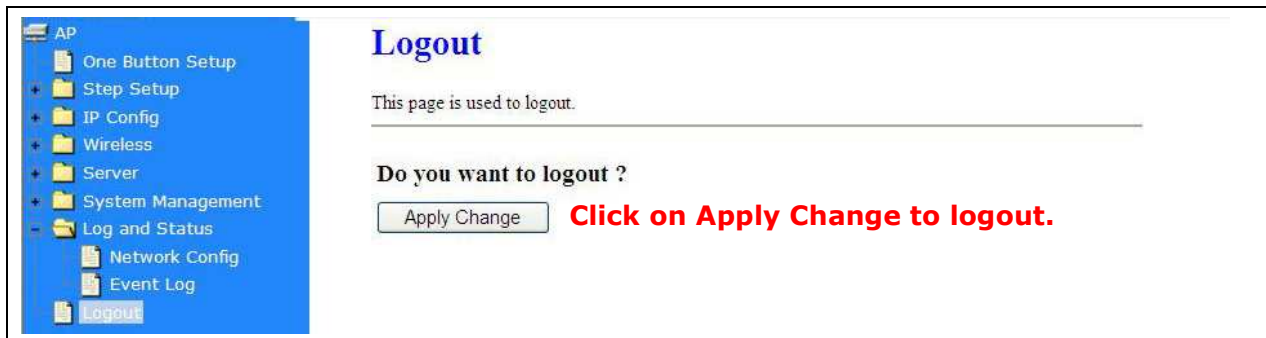 AP
One Button Setup
Step Setup
IP Config
Wireless
Server
System Management
Log and Status
Network Config
Event Log
Logout
Logout
This page is used to logout.
Do you want to logout ?
Apply Change
Click on Apply Change to logout.